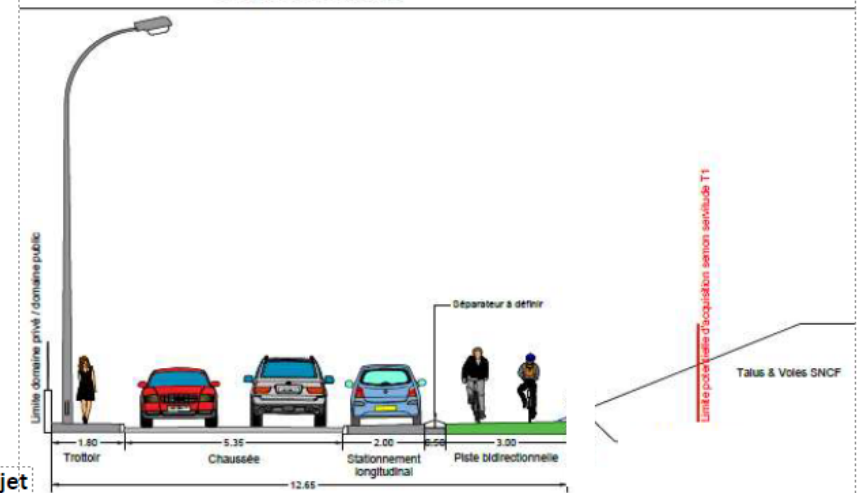 Limite domaine privé / domaine public
Limite potentielle d'acquisition semon servitude T1
Séparateur à définir
Talus & Voies SNCF
1.80
5.35
2.00
0.50
3.00
Trottoir
Chaussée
Stationnement
longitudinal
Piste bidirectionnelle
12.65
jet